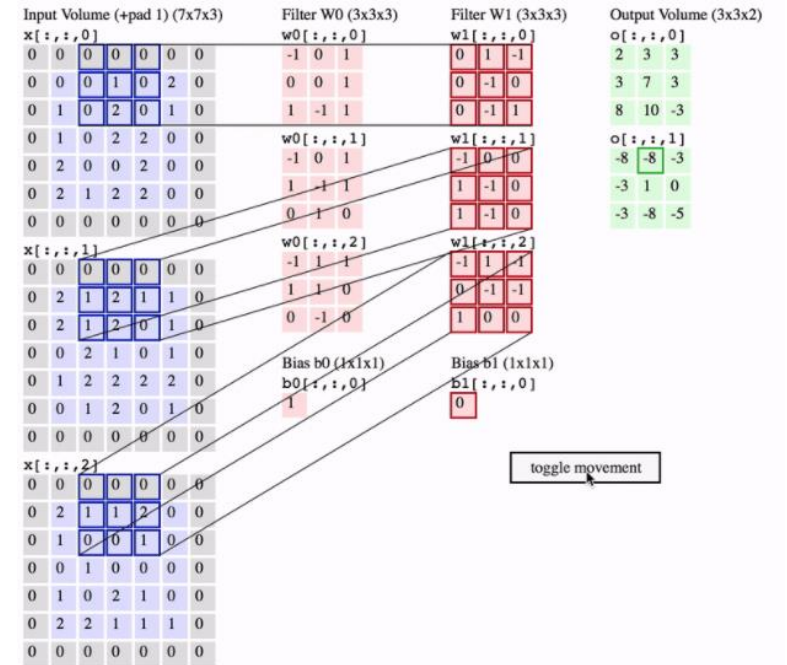 Input Volume (+pad 1) (7x7x3)
x[:,:,0]
0 0 0 0 0 0 0
0 0 0 1 0 2 0
0 1 0 2 0 1 0
0 1 0 2 2 0 0
0 2 0 0 2 0 0
0 2 1 2 2 0 0
0 0 0 0 0 0 0
x[:,:,1]
0 0 0 0 0 0 0
0 2 1 2 1 1 0
0 2 1 2 0 1 0
0 0 2 1 0 1 0
0 1 2 2 2 2 0
0 0 1 2 0 1 0
0 0 0 0 0 0 0
x[:,:,2]
0 0 0 0 0 0 0
0 2 1 1 2 0 0
0 1 0 0 1 0 0
0 0 1 0 0 0 0
0 1 0 2 1 0 0
0 2 2 1 1 1 0
0 0 0 0 0 0 0
Filter W0 (3x3x3)
w0[:,:,0]
-1 0 1
0 0 1
1 -1 1
w0[:,:,1]
-1 0 1
1 -1 1
0 1 0
w0[:,:,2]
-1 1 1
1 1 0
0 -1 0
Bias b0 (1x1x1)
b0[:,:,0]
1
Filter W1 (3x3x3)
w1[:,:,0]
0 1 -1
0 -1 0
0 -1 1
w1[:,:,1]
-1 0 0
1 -1 0
1 -1 0
w1[:,:,2]
-1 1 -1
0 -1 -1
1 0 0
Bias b1 (1x1x1)
b1[:,:,0]
0
Output Volume (3x3x2)
o[:,:,0]
2 3 3
3 7 3
8 10 -3
o[:,:,1]
-8 -8 -3
-3 1 0
-3 -8 -5
toggle movement